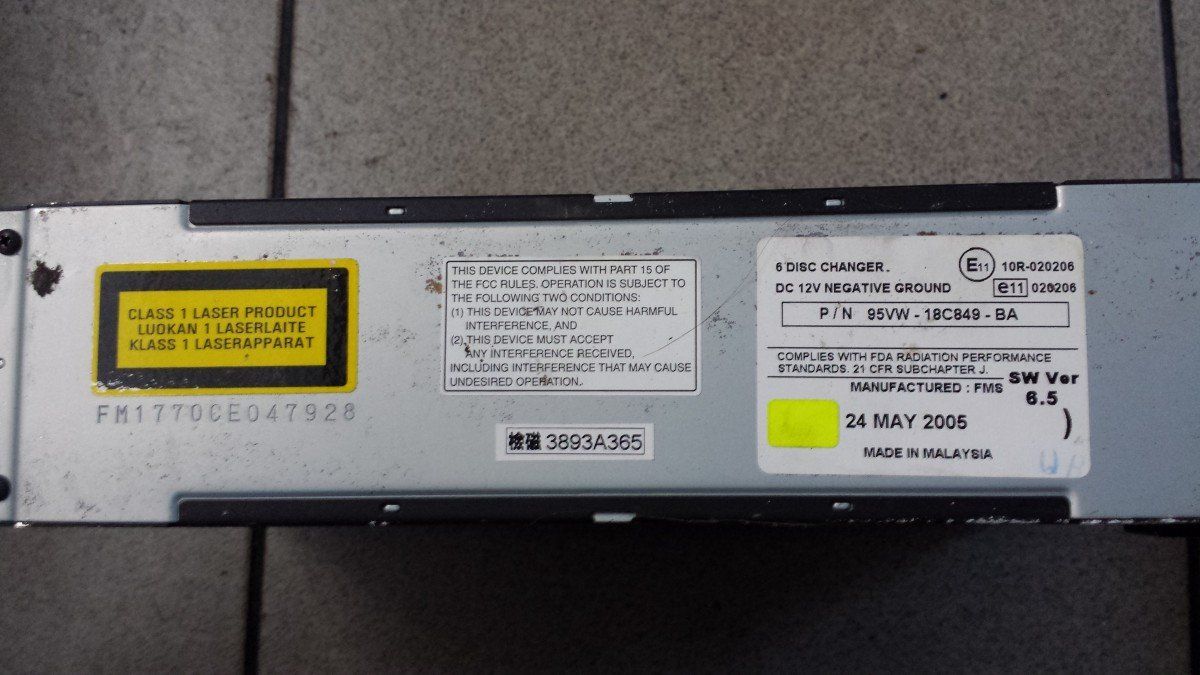 CLASS 1 LASER PRODUCT
LUOKAN 1 LASERLAITE
KLASS 1 LASERAPPARAT
FM1770CE047928
THIS DEVICE COMPLIES WITH PART 15 OF
THE FCC RULES. OPERATION IS SUBJECT TO
THE FOLLOWING TWO CONDITIONS:
(1) THIS DEVICE MAY NOT CAUSE HARMFUL
INTERFERENCE, AND
(2) THIS DEVICE MUST ACCEPT
ANY INTERFERENCE RECEIVED,
INCLUDING INTERFERENCE THAT MAY CAUSE
UNDESIRED OPERATION.
檢磁 3893A365
6 DISC CHANGER. E11 10R-020206
DC 12V NEGATIVE GROUND e11 020206
P/N 95VW-18C849-BA
COMPLIES WITH FDA RADIATION PERFORMANCE
STANDARDS. 21 CFR SUBCHAPTER J.
MANUFACTURED : FMS
SW Ver
6.5
24 MAY 2005 )
MADE IN MALAYSIA